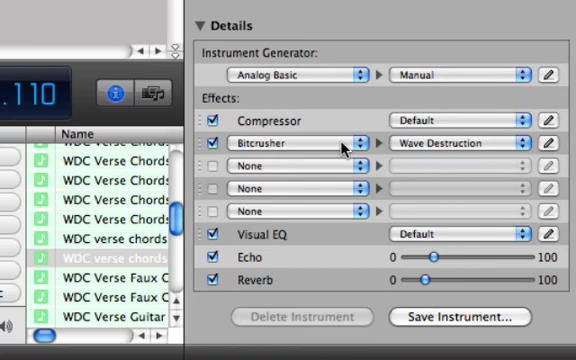 Details
Instrument Generator:
Analog Basic
Manual
Effects:
Compressor
Default
Bitcrusher
Wave Destruction
None
None
None
Visual EQ
Default
Echo
0
100
Reverb
0
100
Delete Instrument
Save Instrument...
.110
Name
WDC Verse Chords
WDC Verse Chords
WDC Verse Chords
WDC Verse Chords
WDC verse chords
WDC verse chords
WDC Verse Faux C
WDC Verse Faux C
WDC Verse Guitar